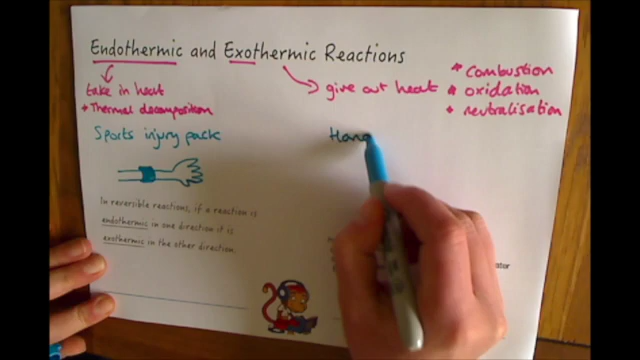 Endothermic and Exothermic Reactions
take in heat
* Thermal decomposition
give out heat
* Combustion
* oxidation
* neutralisation
Sports injury pack
Han
In reversible reactions, if a reaction is
endothermic in one direction it is
exothermic in the other direction.